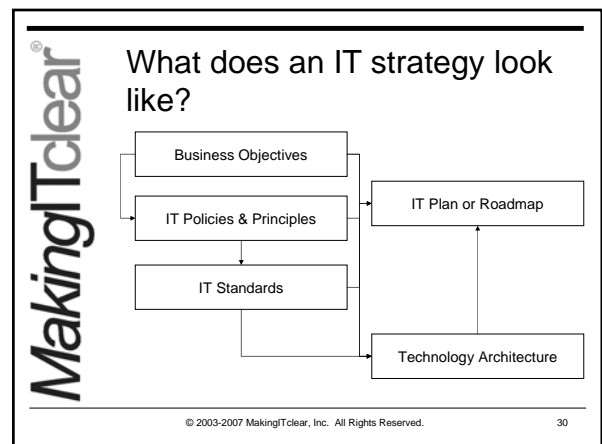 MakingITclear®
What does an IT strategy look
like?
Business Objectives
IT Policies & Principles
IT Standards
IT Plan or Roadmap
Technology Architecture
© 2003-2007 MakingITclear, Inc. All Rights Reserved.
30